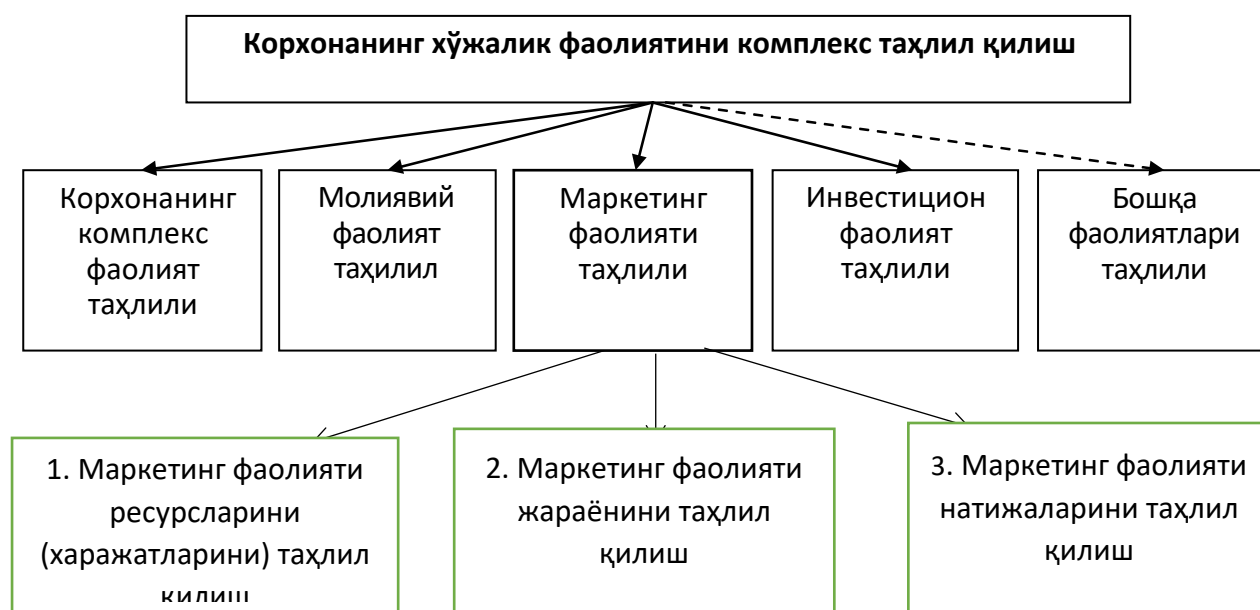 Корхонанинг хўжалик фаолиятини комплекс таҳлил қилиш
Корхонанинг
комплекс
фаолият
таҳлили
Молиявий
фаолият
таҳилил
Маркетинг
фаолияти
таҳлили
Инвестицион
фаолият
таҳлили
Бошқа
фаолиятлари
таҳлили
1. Маркетинг фаолияти
ресурсларини
(харажатларини) таҳлил
қилиш
2. Маркетинг фаолияти
жараёнини таҳлил
қилиш
3. Маркетинг фаолияти
натижаларини таҳлил
қилиш